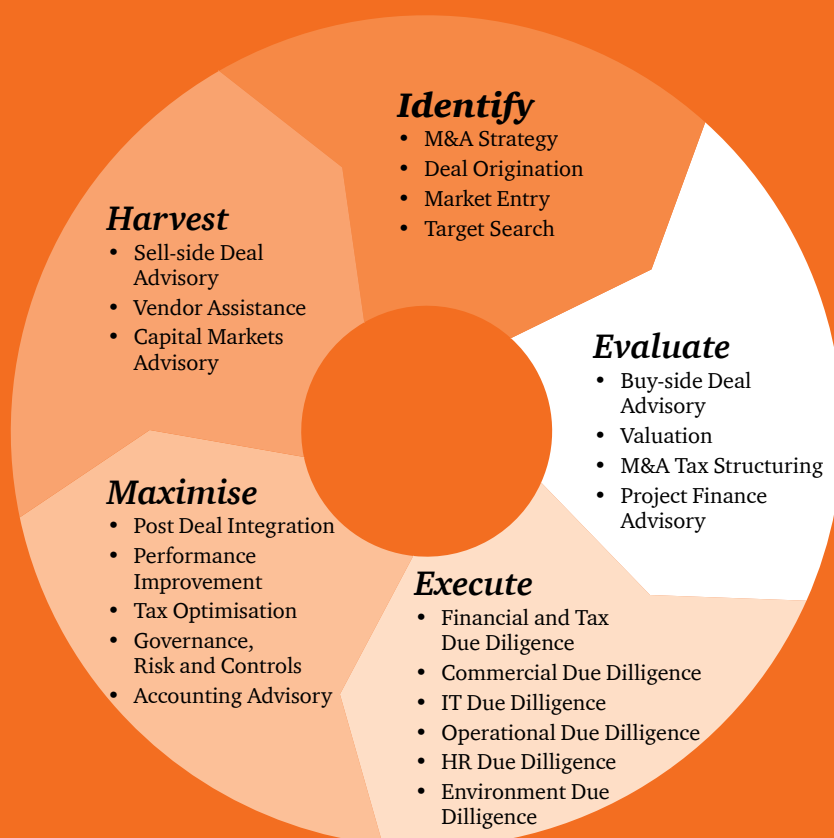 Identify
• M&A Strategy
• Deal Origination
• Market Entry
• Target Search
Evaluate
• Buy-side Deal
Advisory
• Valuation
• M&A Tax Structuring
• Project Finance
Advisory
Execute
• Financial and Tax
Due Diligence
• Commercial Due Dilligence
• IT Due Dilligence
• Operational Due Dilligence
• HR Due Dilligence
• Environment Due
Dilligence
Maximise
• Post Deal Integration
• Performance
Improvement
• Tax Optimisation
• Governance,
Risk and Controls
• Accounting Advisory
Harvest
• Sell-side Deal
Advisory
• Vendor Assistance
• Capital Markets
Advisory